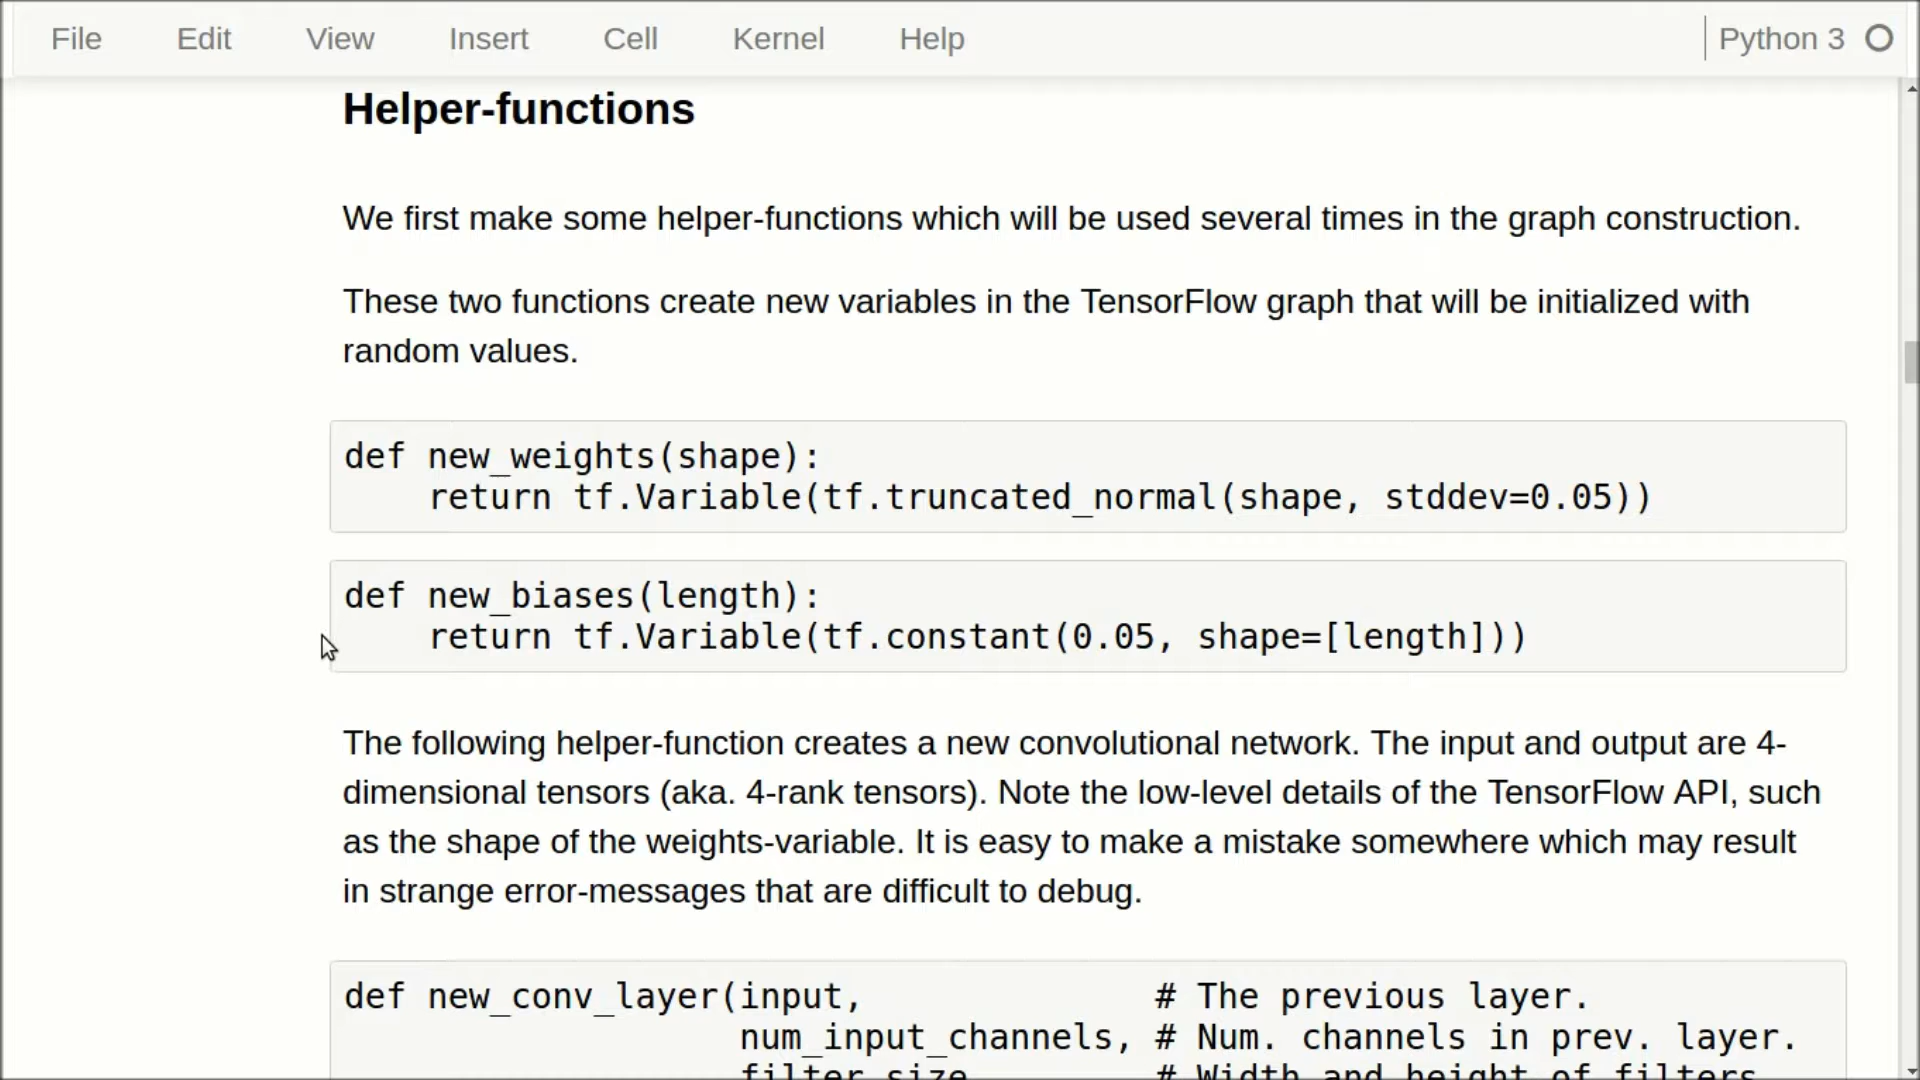 File Edit View Insert Cell Kernel Help Python 3
Helper-functions
We first make some helper-functions which will be used several times in the graph construction.
These two functions create new variables in the TensorFlow graph that will be initialized with
random values.
def new_weights(shape):
    return tf.Variable(tf.truncated_normal(shape, stddev=0.05))
def new_biases(length):
    return tf.Variable(tf.constant(0.05, shape=[length]))
The following helper-function creates a new convolutional network. The input and output are 4-
dimensional tensors (aka. 4-rank tensors). Note the low-level details of the TensorFlow API, such
as the shape of the weights-variable. It is easy to make a mistake somewhere which may result
in strange error-messages that are difficult to debug.
def new_conv_layer(input,              # The previous layer.
                   num_input_channels, # Num. channels in prev. layer.
                   filter_size         # Width and height of filters